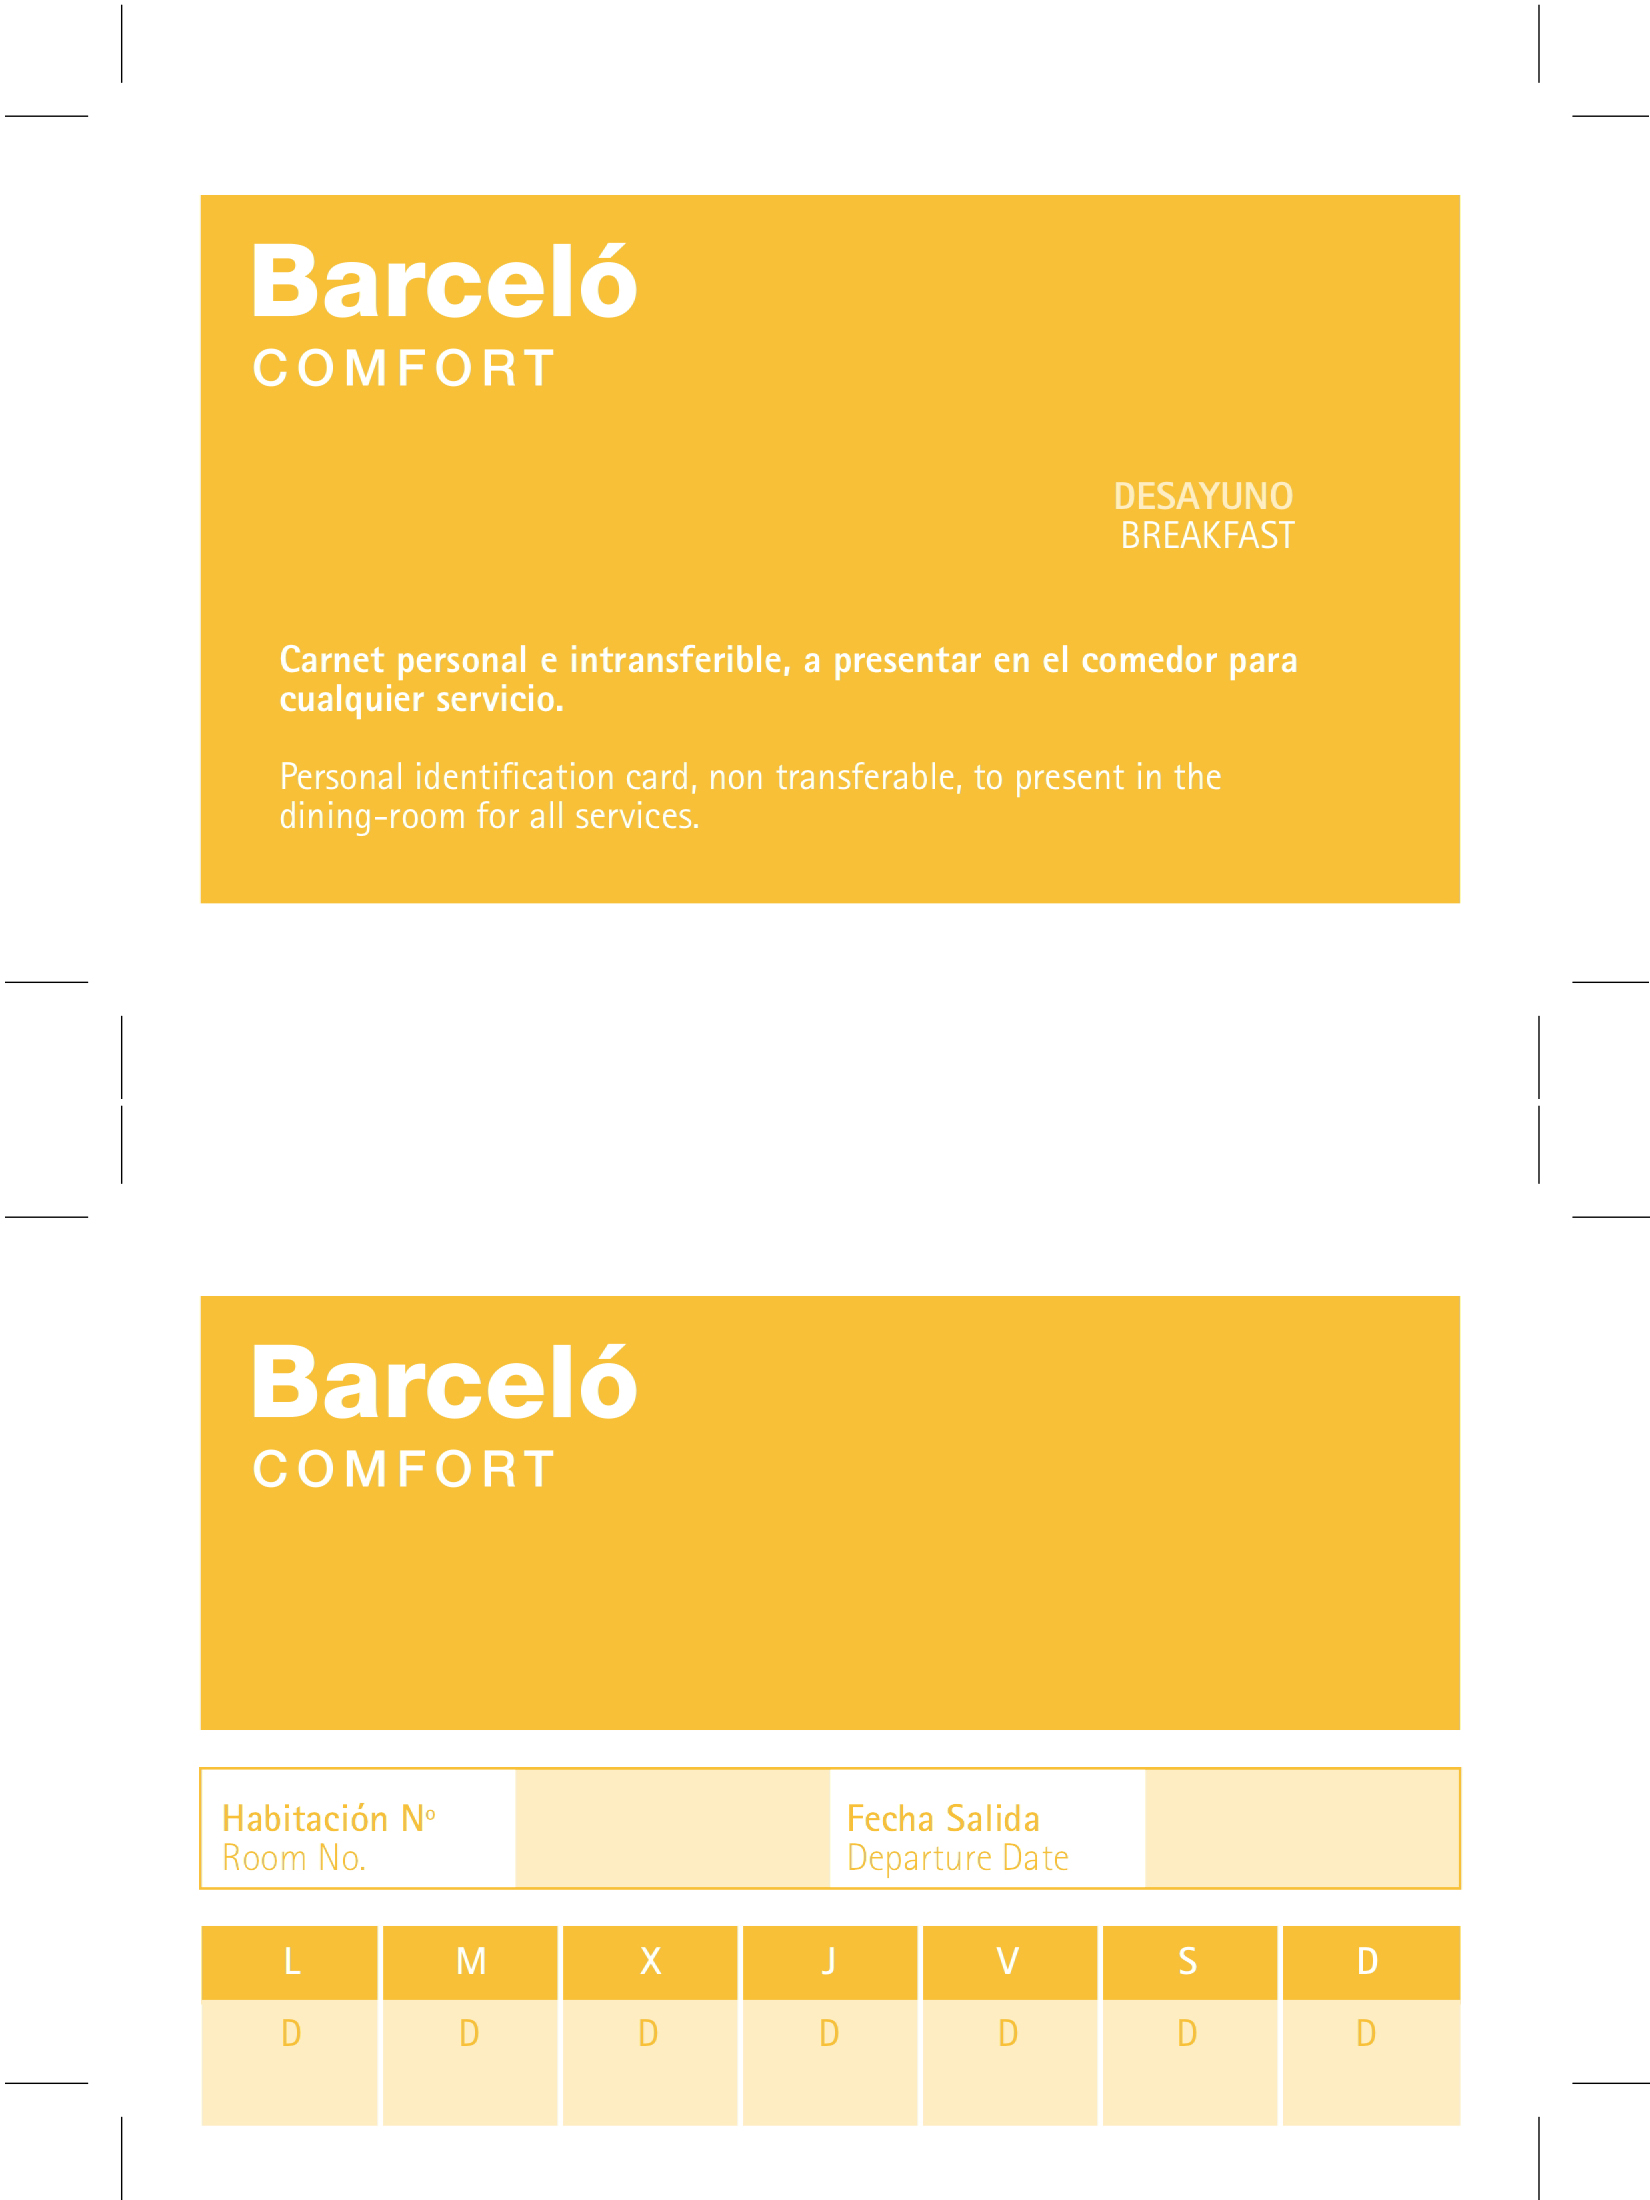 Barceló
COMFORT
DESAYUNO
BREAKFAST
Carnet personal e intransferible, a presentar en el comedor para
cualquier servicio.
Personal identification card, non transferable, to present in the
dining-room for all services.
Barceló
COMFORT
Habitación Nº
Room No.
Fecha Salida
Departure Date
L M X J V S D
D D D D D D D